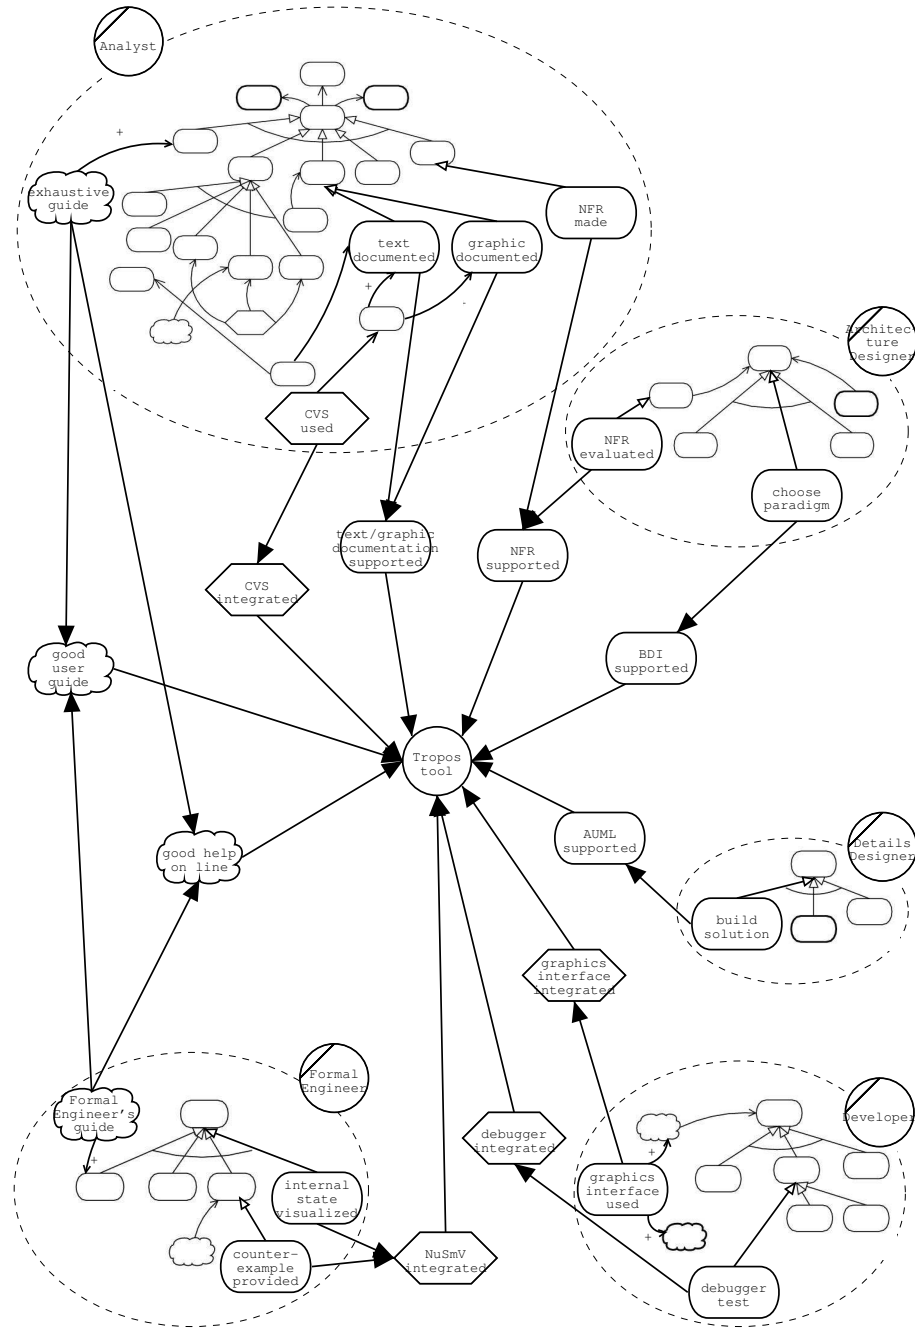 Analyst
+
exhaustive
guide
NFR
made
text
documented
graphic
documented
+
-
CVS
used
Architec-
ture
Designer
NFR
evaluated
choose
paradigm
text/graphic
documentation
supported
NFR
supported
CVS
integrated
good
user
guide
BDI
supported
Tropos
tool
AUML
supported
good help
on line
Details
Designer
build
solution
graphics
interface
integrated
Formal
Engineer
Formal
Engineer's
guide
+
debugger
integrated
Developer
+
graphics
interface
used
+
internal
state
visualized
counter-
example
provided
NuSmV
integrated
debugger
test